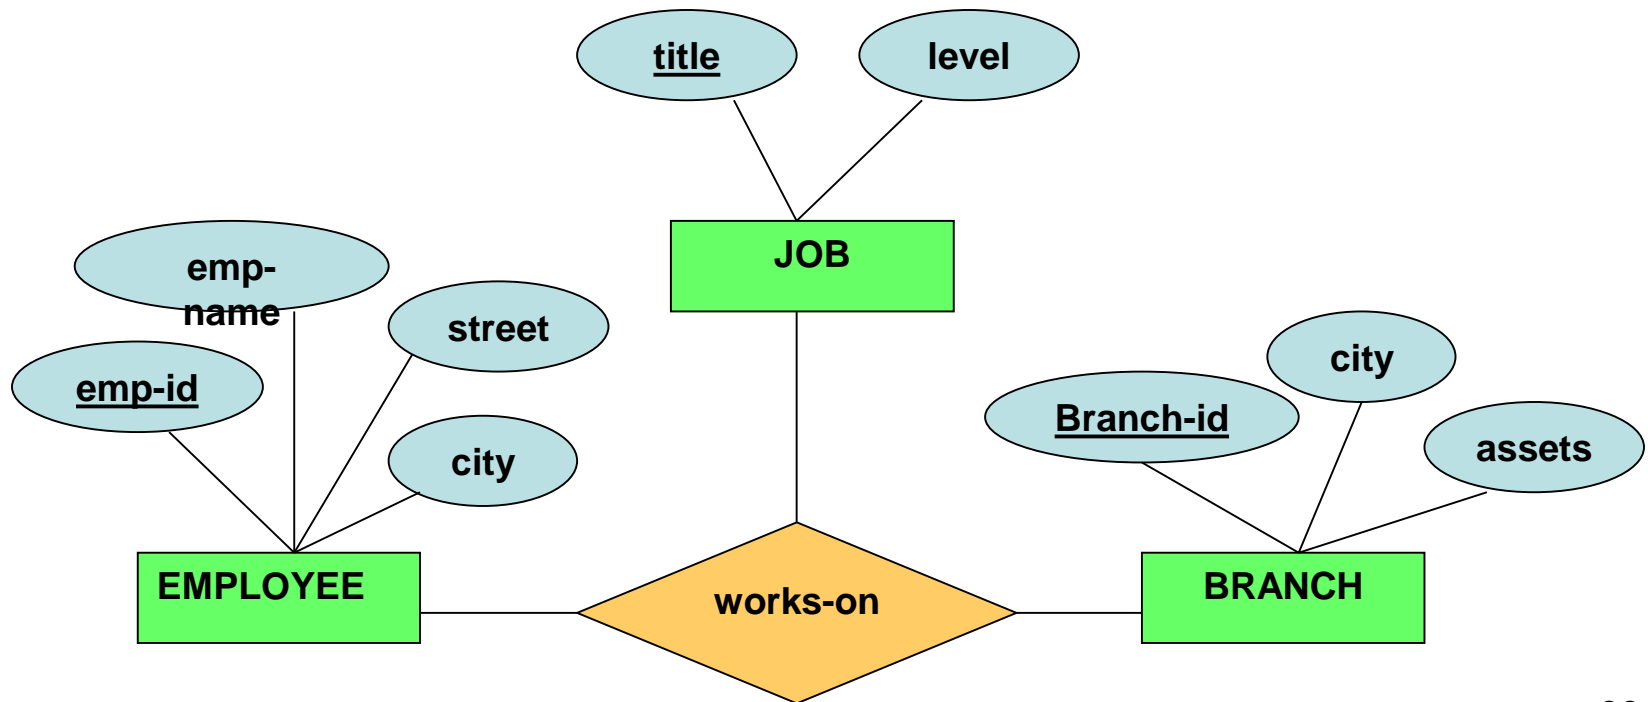 title
level
JOB
emp-
name
street
emp-id
city
city
Branch-id
assets
EMPLOYEE
works-on
BRANCH